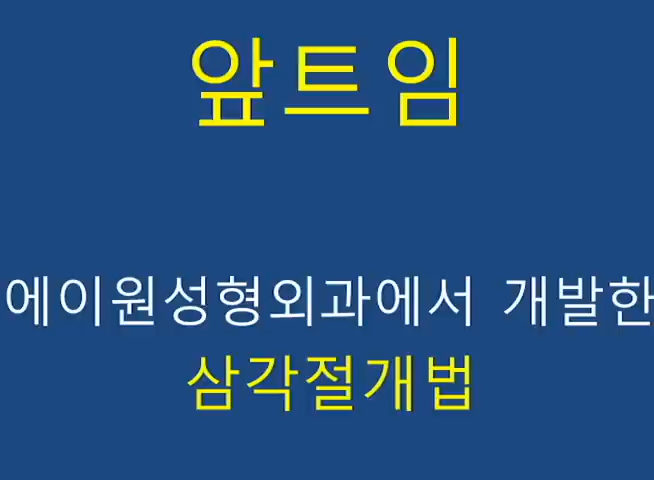 앞트임
에이원성형외과에서 개발한
삼각절개법